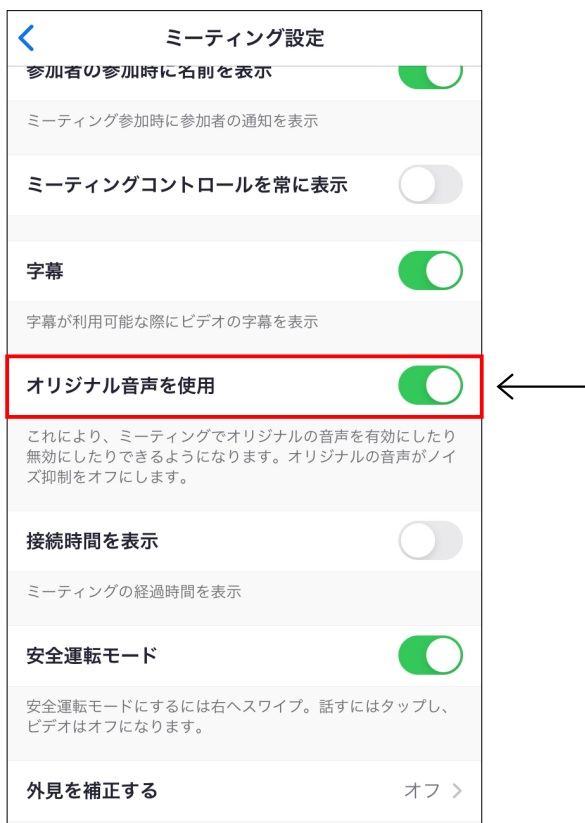 ミーティング設定
参加者の参加時に名前を表示
ミーティング参加時に参加者の通知を表示
ミーティングコントロールを常に表示
字幕
字幕が利用可能な際にビデオの字幕を表示
オリジナル音声を使用
これにより、ミーティングでオリジナルの音声を有効にしたり
無効にしたりできるようになります。オリジナルの音声がノイ
ズ抑制をオフにします。
接続時間を表示
ミーティングの経過時間を表示
安全運転モード
安全運転モードにするには右へスワイプ。話すにはタップし、
ビデオはオフになります。
外見を補正する オフ